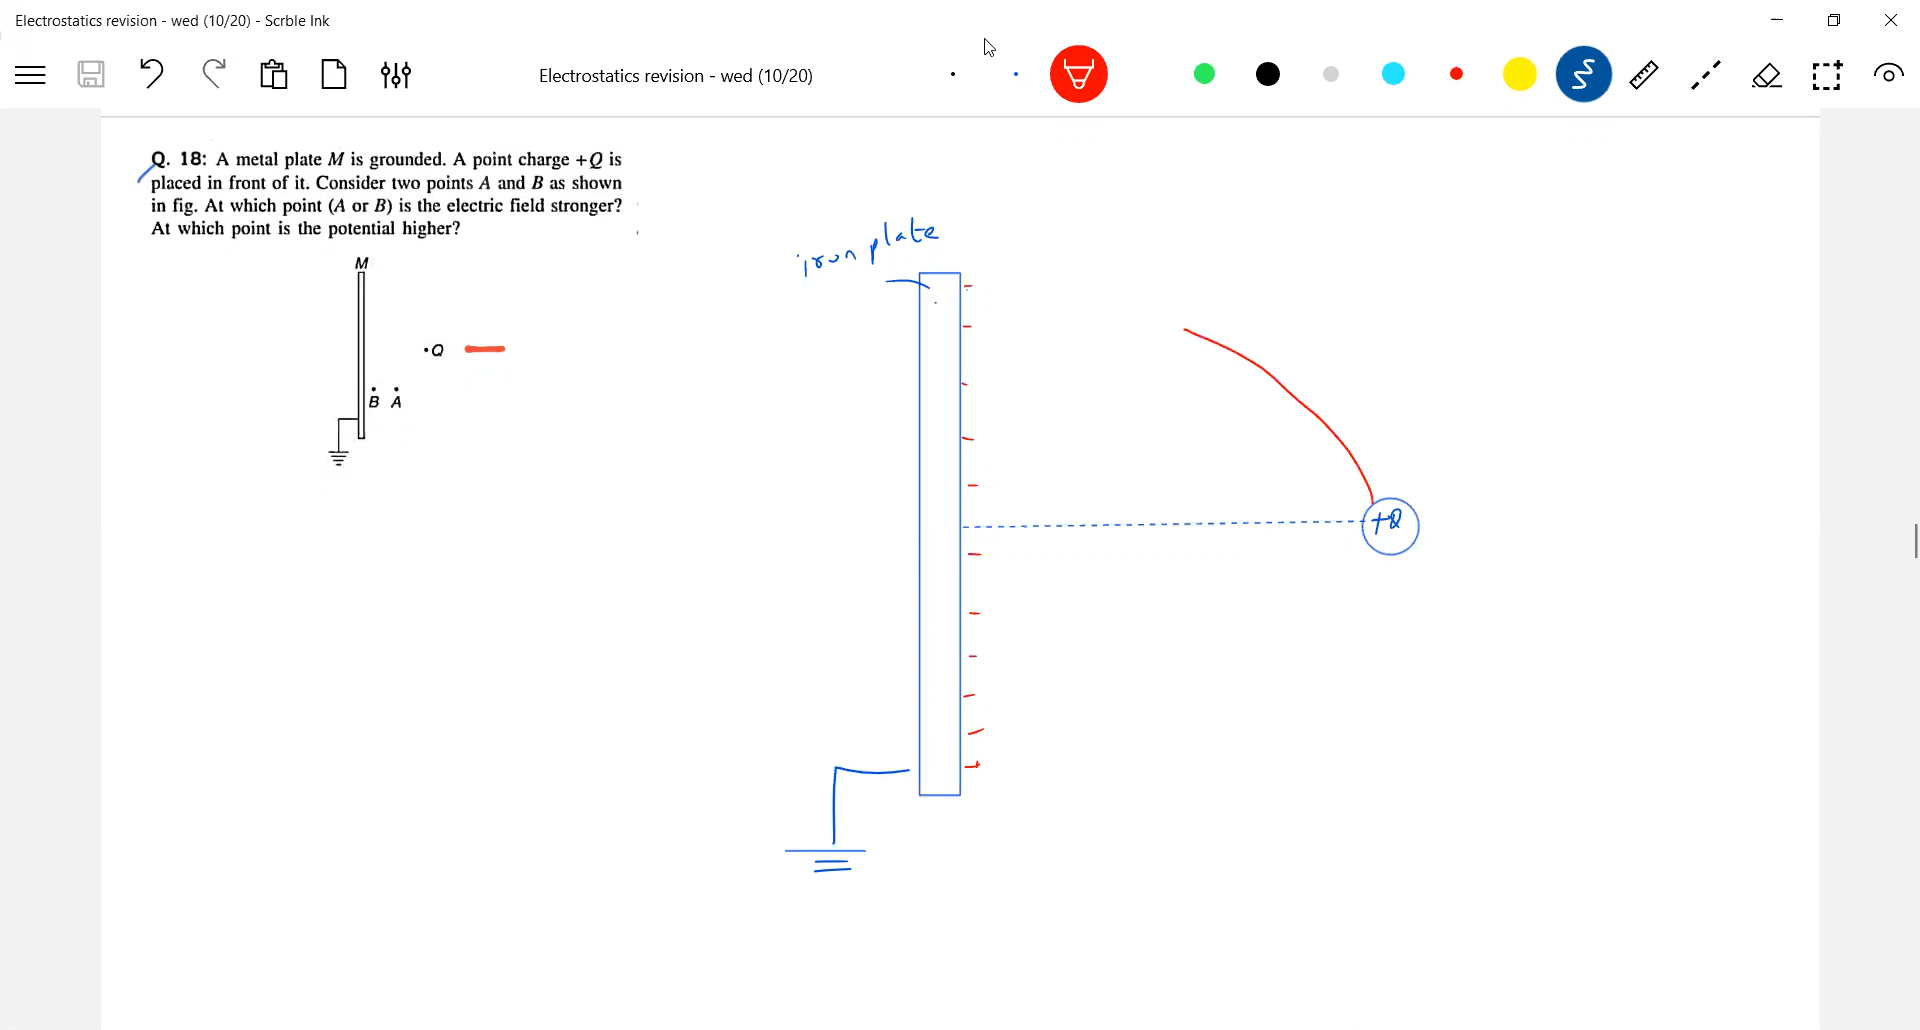 Electrostatics revision - wed (10/20) - Scrble Ink
Electrostatics revision - wed (10/20)
Q. 18: A metal plate M is grounded. A point charge +Q is
placed in front of it. Consider two points A and B as shown
in fig. At which point (A or B) is the electric field stronger?
At which point is the potential higher?
M
Q
B A
iron plate
+Q